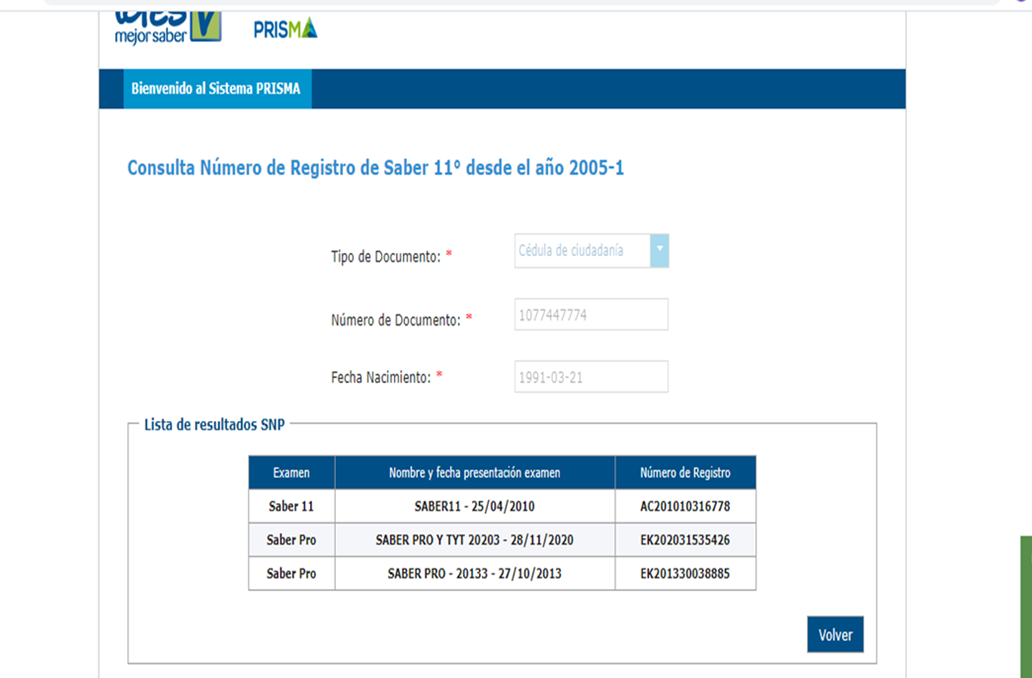 icfes
mejor saber
PRISMA
Bienvenido al Sistema PRISMA
Consulta Número de Registro de Saber 11° desde el año 2005-1
Tipo de Documento: * Cédula de ciudadanía
Número de Documento: * 1077447774
Fecha Nacimiento: * 1991-03-21
Lista de resultados SNP
Examen Nombre y fecha presentación examen Número de Registro
Saber 11 SABER11 - 25/04/2010 AC201010316778
Saber Pro SABER PRO Y TYT 20203 - 28/11/2020 EK202031535426
Saber Pro SABER PRO - 20133 - 27/10/2013 EK201330038885
Volver